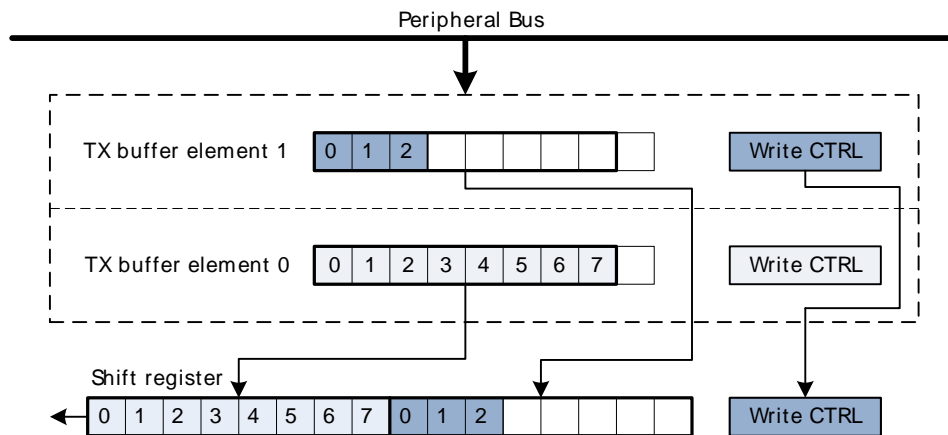 Peripheral Bus
TX buffer element 1 0 1 2 Write CTRL
TX buffer element 0 0 1 2 3 4 5 6 7 Write CTRL
Shift register
0 1 2 3 4 5 6 7 0 1 2 Write CTRL